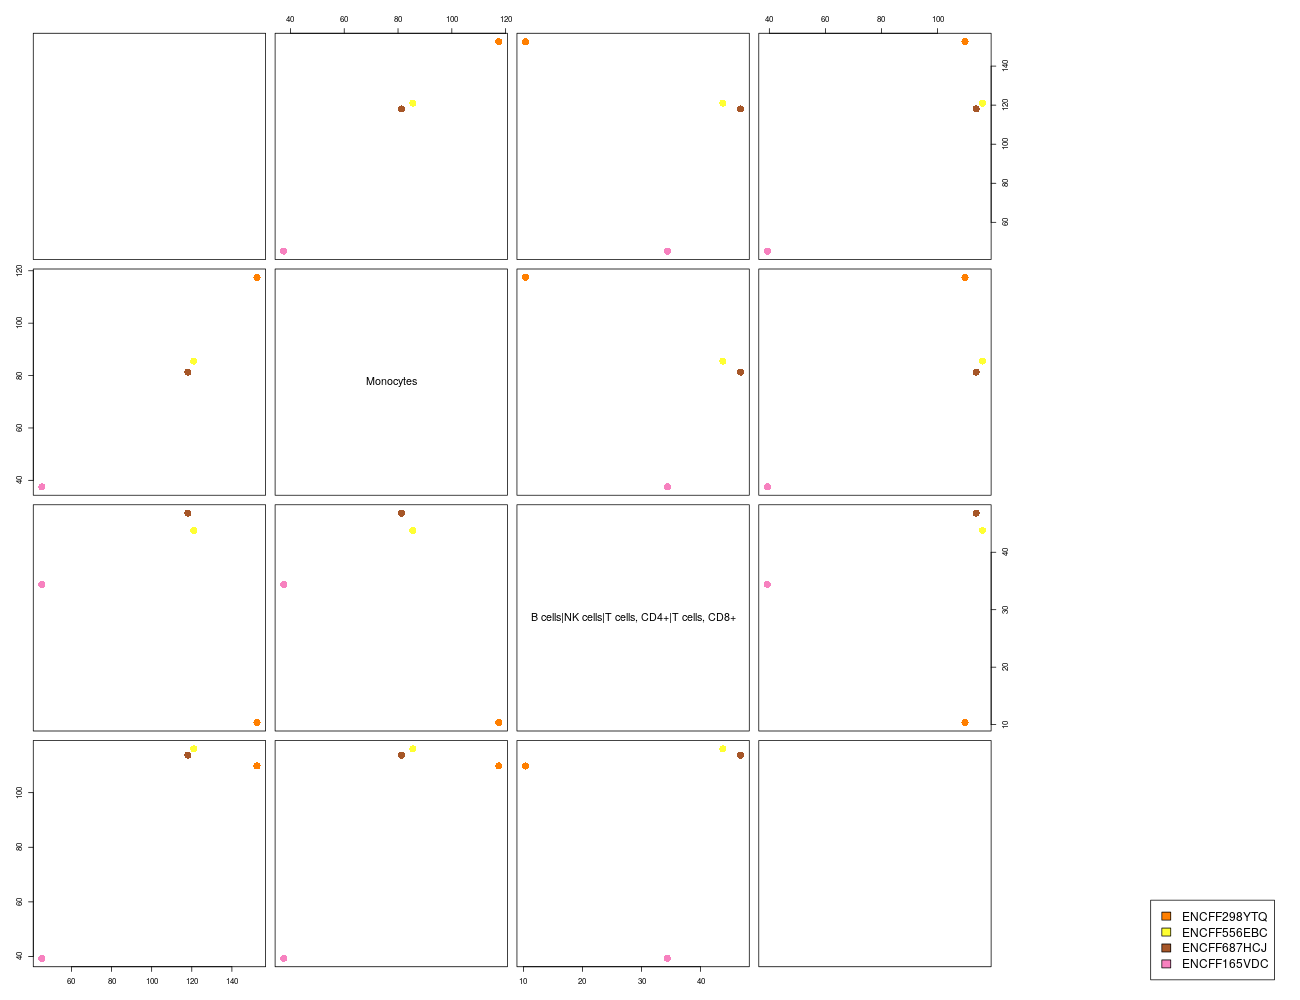 40 60 80 100 120
40 60 80 100
60 80 100 120 140
Monocytes
40 60 80 100 120
B cells|NK cells|T cells, CD4+|T cells, CD8+
10 20 30 40
40 60 80 100
60 80 100 120 140
10 20 30 40
ENCFF298YTQ
ENCFF556EBC
ENCFF687HCJ
ENCFF165VDC